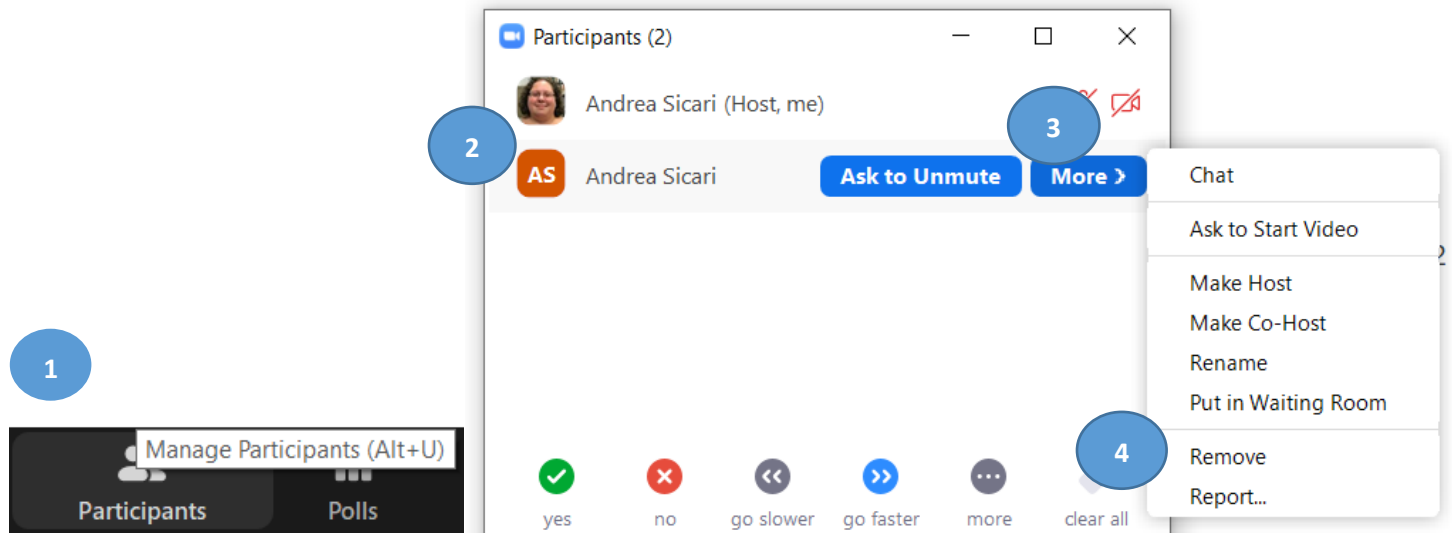 1
Manage Participants (Alt+U)
Participants
Polls
Participants (2)
Andrea Sicari (Host, me)
2
3
AS
Andrea Sicari
Ask to Unmute
More
Chat
Ask to Start Video
2
Make Host
Make Co-Host
Rename
Put in Waiting Room
4
Remove
Report...
yes
no
go slower
go faster
more
clear all